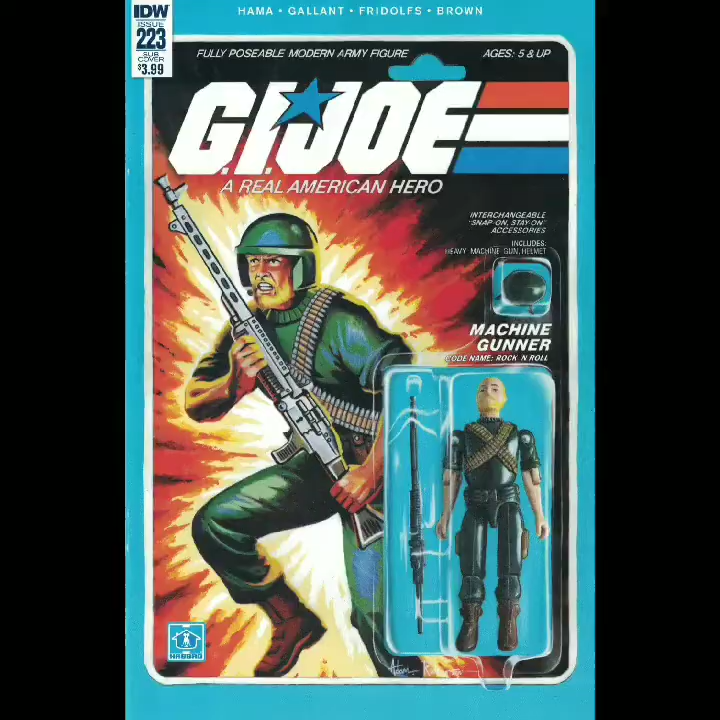 HAMA • GALLANT • FRIDOLFS • BROWN
IDW
ISSUE
223
SUB
COVER
$3.99
FULLY POSEABLE MODERN ARMY FIGURE
AGES: 5 & UP
G.I. JOE
A REAL AMERICAN HERO
INTERCHANGEABLE
"SNAP-ON, STAY-ON"
ACCESSORIES
INCLUDES:
HEAVY MACHINE GUN, HELMET
MACHINE
GUNNER
CODE NAME: ROCK 'N ROLL
Adam